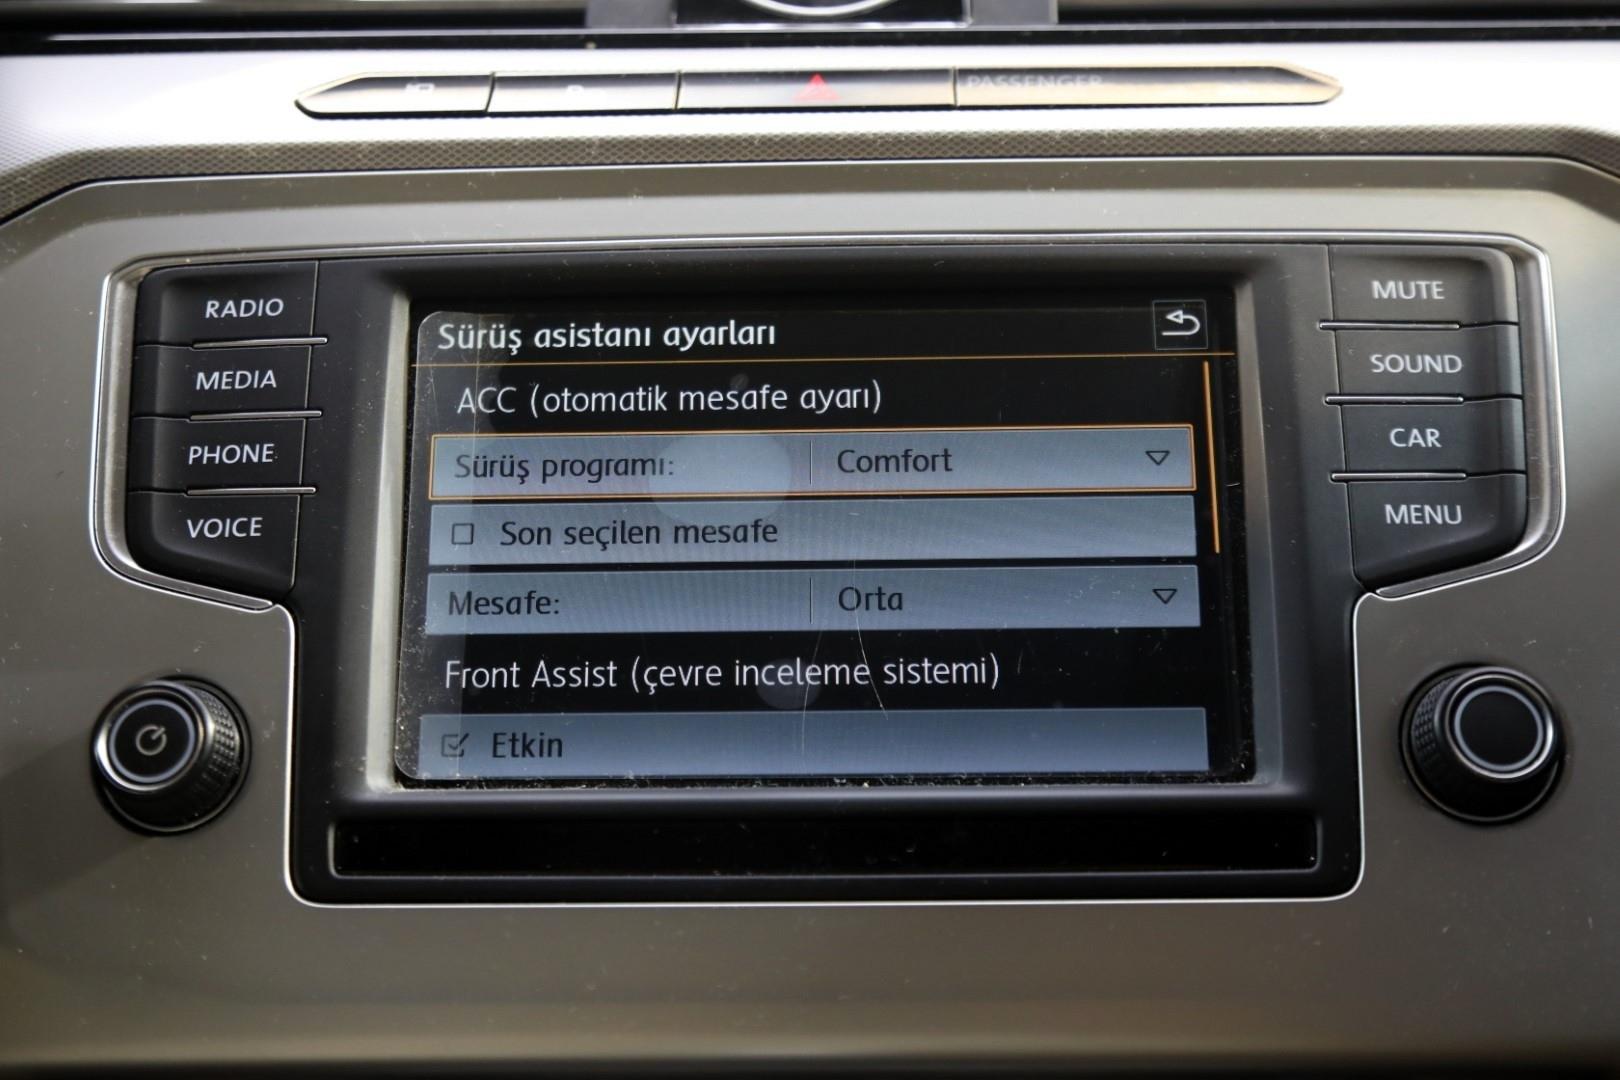 PASSENGER
RADIO
MEDIA
PHONE
VOICE
Sürüş asistanı ayarları
ACC (otomatik mesafe ayarı)
Sürüş programı: Comfort
Son seçilen mesafe
Mesafe: Orta
Front Assist (çevre inceleme sistemi)
Etkin
MUTE
SOUND
CAR
MENU